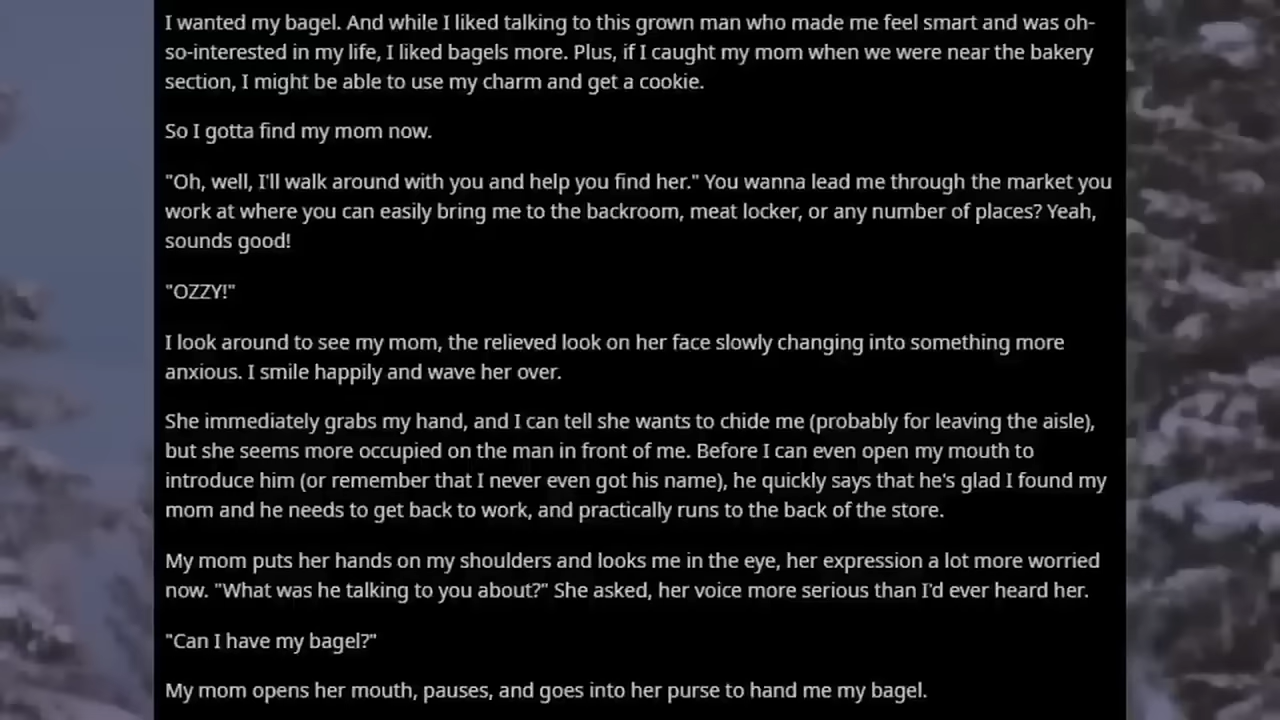 I wanted my bagel. And while I liked talking to this grown man who made me feel smart and was oh-
so-interested in my life, I liked bagels more. Plus, if I caught my mom when we were near the bakery
section, I might be able to use my charm and get a cookie.
So I gotta find my mom now.
"Oh, well, I'll walk around with you and help you find her." You wanna lead me through the market you
work at where you can easily bring me to the backroom, meat locker, or any number of places? Yeah,
sounds good!
"OZZY!"
I look around to see my mom, the relieved look on her face slowly changing into something more
anxious. I smile happily and wave her over.
She immediately grabs my hand, and I can tell she wants to chide me (probably for leaving the aisle),
but she seems more occupied on the man in front of me. Before I can even open my mouth to
introduce him (or remember that I never even got his name), he quickly says that he's glad I found my
mom and he needs to get back to work, and practically runs to the back of the store.
My mom puts her hands on my shoulders and looks me in the eye, her expression a lot more worried
now. "What was he talking to you about?" She asked, her voice more serious than I'd ever heard her.
"Can I have my bagel?"
My mom opens her mouth, pauses, and goes into her purse to hand me my bagel.